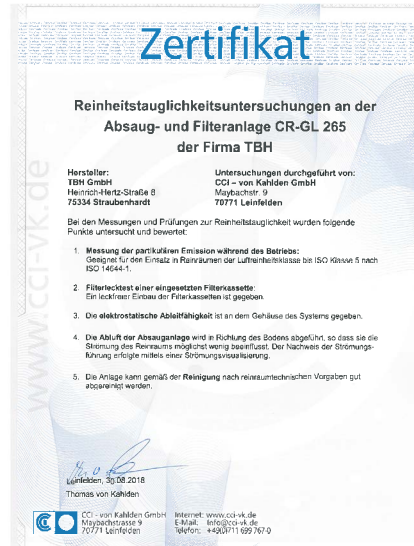 Zertifikat
Reinheitstauglichkeitsuntersuchungen an der
Absaug- und Filteranlage CR-GL 265
der Firma TBH
Hersteller:
TBH GmbH
Heinrich-Hertz-Straße 8
75334 Straubenhardt
Untersuchungen durchgeführt von:
CCI – von Kahlden GmbH
Maybachstr. 9
70771 Leinfelden
Bei den Messungen und Prüfungen zur Reinheitstauglichkeit wurden folgende
Punkte untersucht und bewertet:
1. Messung der partikulären Emission während des Betriebs:
Geeignet für den Einsatz in Reinräumen der Luftreinheitsklasse bis ISO Klasse 5 nach
ISO 14644-1.
2. Filterlecktest einer eingesetzten Filterkassette:
Ein leckfreier Einbau der Filterkassetten ist gegeben.
3. Die elektrostatische Ableitfähigkeit ist an dem Gehäuse des Systems gegeben.
4. Die Abluft der Absauganlage wird in Richtung des Bodens abgeführt, so dass sie die
Strömung des Reinraums möglichst wenig beeinflusst. Der Nachweis der Strömungs-
führung erfolgte mittels einer Strömungsvisualisierung.
5. Die Anlage kann gemäß der Reinigung nach reinraumtechnischen Vorgaben gut
abgereinigt werden.
www.cci-vk.de
Leinfelden, 30.08.2018
Thomas von Kahlden
CCI - von Kahlden GmbH
Maybachstrasse 9
70771 Leinfelden
Internet: www.cci-vk.de
E-Mail: Info@cci-vk.de
Telefon: +49(0)711 699 767-0